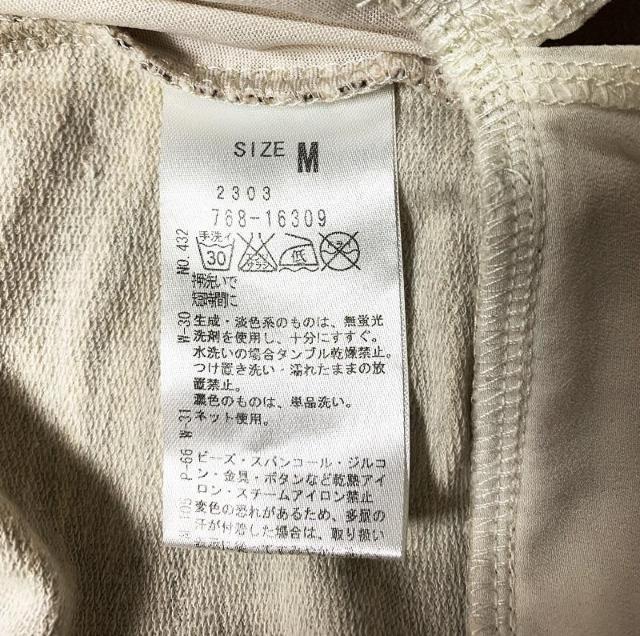 SIZE M
2303
768-16309
手洗イ
30
エンソ
サラシ
低
押洗いで
短時間に
生成・淡色系のものは、無蛍光
洗剤を使用し、十分にすすぐ。
水洗いの場合タンブル乾燥禁止。
つけ置き洗い・濡れたままの放
置禁止。
濃色のものは、単品洗い。
ネット使用。
ビーズ・スパンコール・ジルコ
ン・金具・ボタンなど乾熱アイ
ロン・スチームアイロン禁止
変色の恐れがあるため、多量の
汗が付着した場合は、取り扱い
NO.432
W-30
W-31
P-66
105